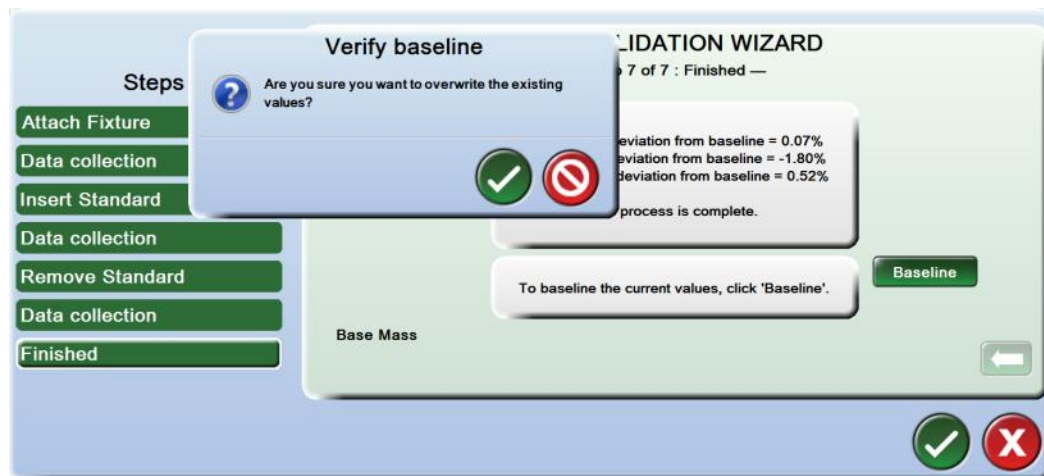 Verify baseline
Are you sure you want to overwrite the existing
values?
LIDATION WIZARD
7 of 7 : Finished —
Steps
Attach Fixture
Data collection
Insert Standard
Data collection
Remove Standard
Data collection
Finished
eviation from baseline = 0.07%
eviation from baseline = -1.80%
deviation from baseline = 0.52%
process is complete.
To baseline the current values, click 'Baseline'.
Baseline
Base Mass
X